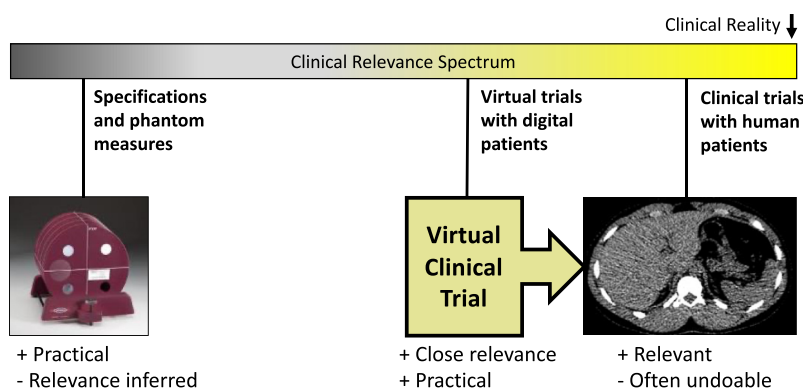 Clinical Reality
Clinical Relevance Spectrum
Specifications
and phantom
measures
Virtual trials
with digital
patients
Clinical trials
with human
patients
Virtual
Clinical
Trial
+ Practical
- Relevance inferred
+ Close relevance
+ Practical
+ Relevant
- Often undoable